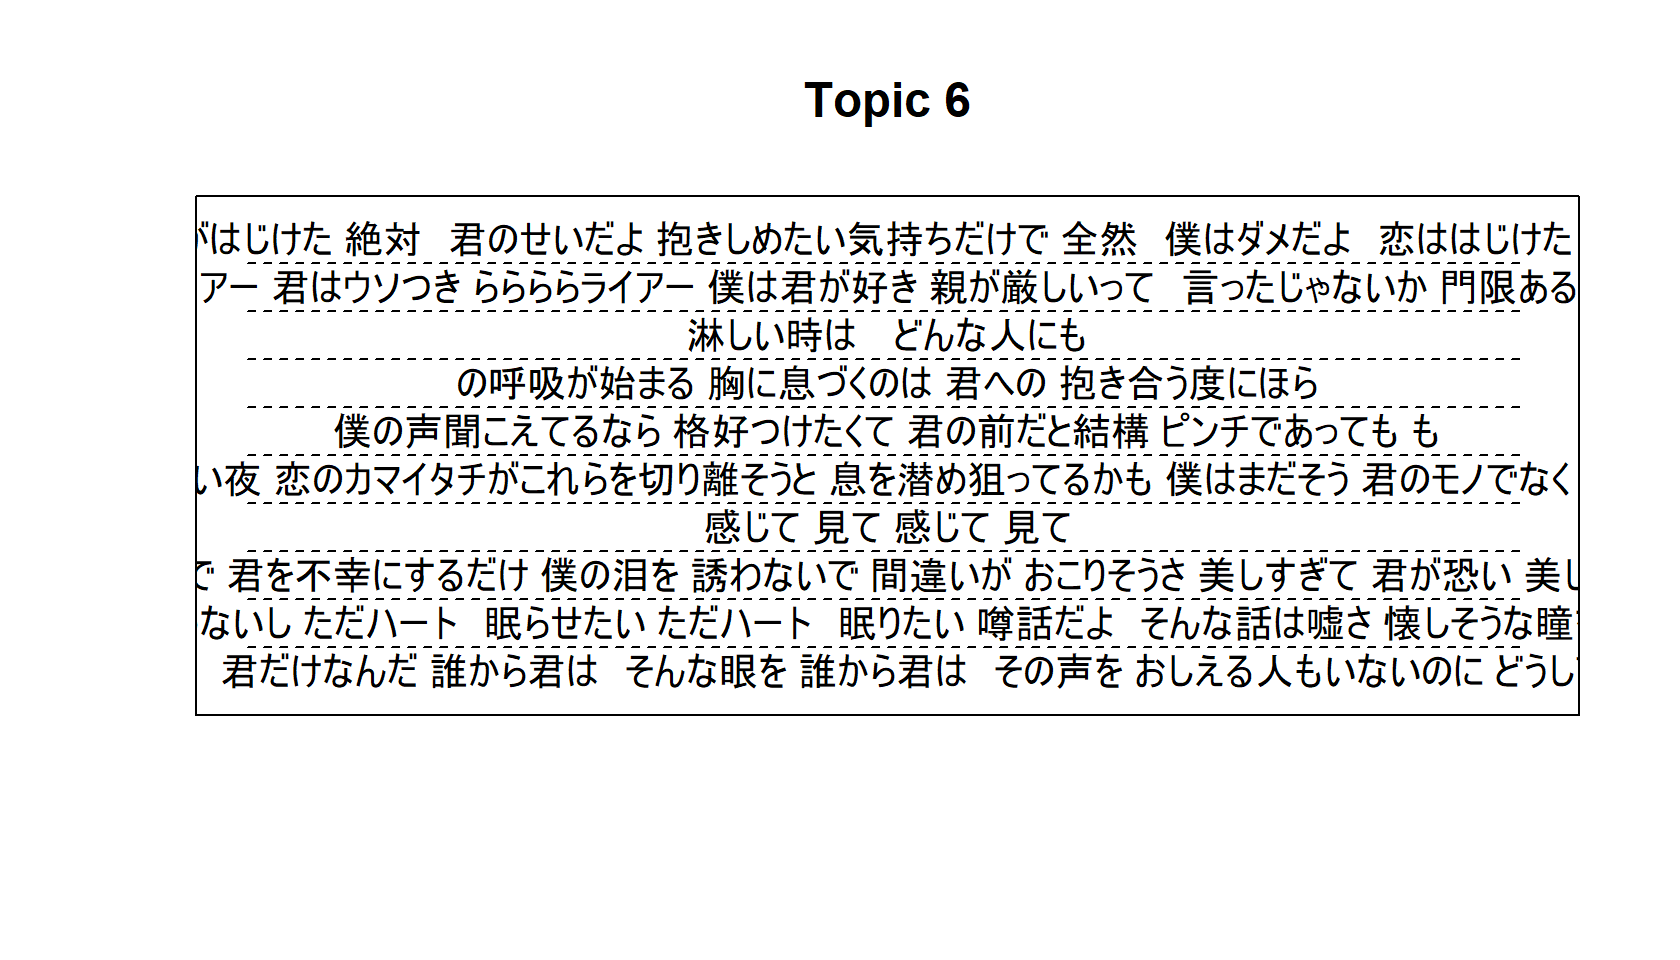 Topic 6
がはじけた 絶対　君のせいだよ 抱きしめたい気持ちだけで 全然　僕はダメだよ　恋ははじけた
アー 君はウソつき らららららライアー 僕は君が好き 親が厳しいって　言ったじゃないか 門限ある
淋しい時は　どんな人にも
の呼吸が始まる 胸に息づくのは 君への 抱き合う度にほら
僕の声聞こえてるなら 格好つけたくて 君の前だと結構 ピンチであっても も
い夜 恋のカマイタチがこれらを切り離そうと 息を潜め狙ってるかも 僕はまだそう 君のモノでなく
感じて 見て 感じて 見て
で 君を不幸にするだけ 僕の泪を 誘わないで 間違いが おこりそうさ 美しすぎて 君が恐い 美し
ないし ただハート　眠らせたい ただハート　眠りたい 噂話だよ　そんな話は嘘さ 懐しそうな瞳
君だけなんだ 誰から君は　そんな眼を 誰から君は　その声を おしえる人もいないのに どうし